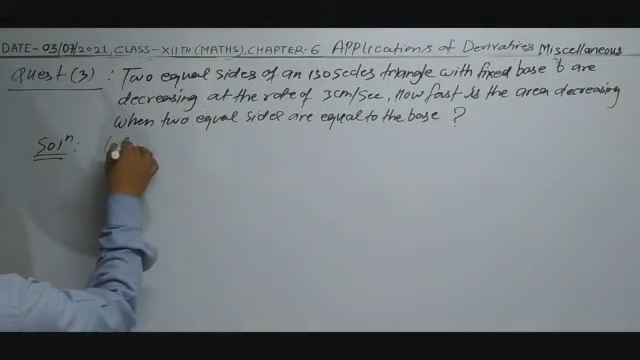 DATE-03/07/2021, CLASS-XIITH(MATHS), CHAPTER-6 Applications of Derivatives Miscellaneous
Quest (3) : Two equal sides of an isosceles triangle with fixed base b are
decreasing at the rate of 3cm/sec, How fast is the area decreasing
when two equal sides are equal to the base ?
Solⁿ :